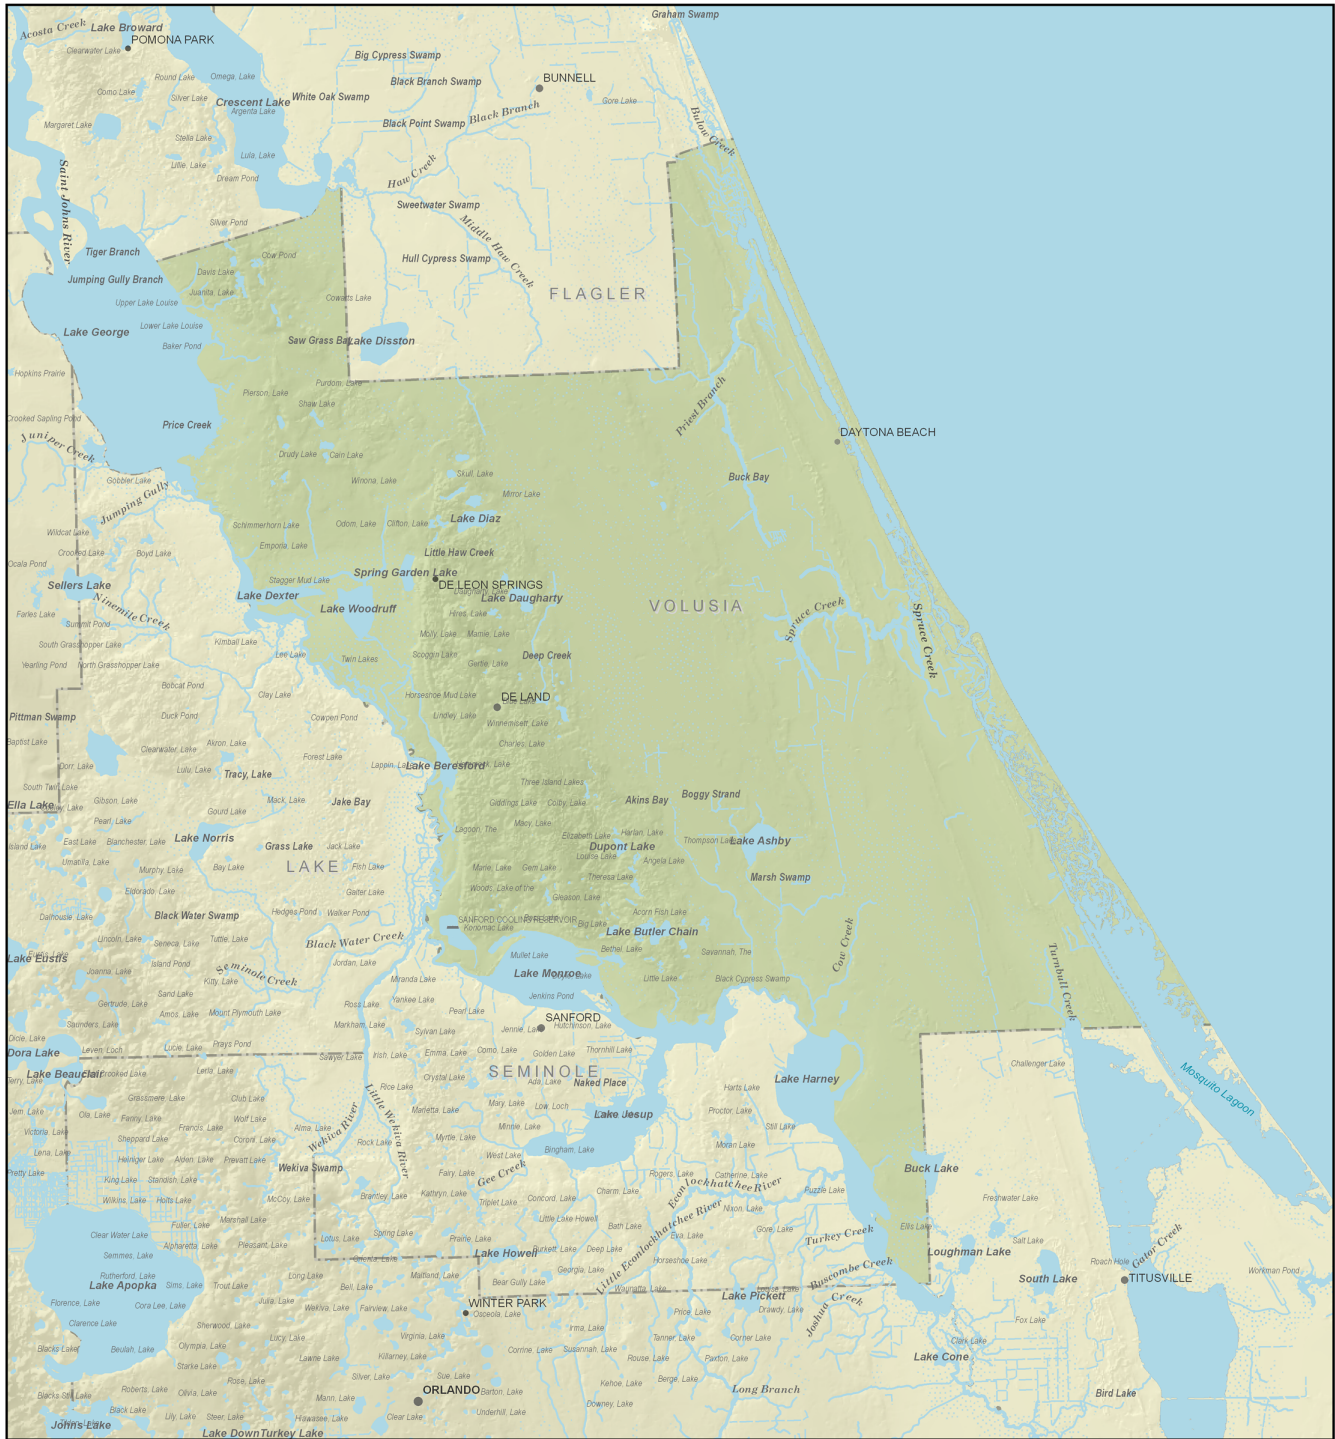 Graham Swamp
Acosta Creek
Lake Broward
POMONA PARK
Clearwater Lake
Big Cypress Swamp
Round Lake
Omega. Lake
BUNNELL
Black Branch Swamp
Como Lake
Silver Lake
Crescent Lake
White Oak Swamp
Gore Lake
Argenta Lake
Black Branch
Bulow Creek
Margaret Lake
Black Point Swamp
Stella Lake
Lula, Lake
Lillie. Lake
Haw Creek
Saint Johns River
Dream Pond
Sweetwater Swamp
Silver Pond
Middle Haw Creek
Tiger Branch
Cow Pond
Hull Cypress Swamp
Davis Lake
Jumping Gully Branch
Juanita, Lake
FLAGLER
Cowatts Lake
Upper Lake Louise
Lower Lake Louise
Lake George
Saw Grass Bay
Lake Disston
Baker Pond
Hopkins Prairie
Purdom, Lake
Pierson, Lake
Shaw Lake
Priest Branch
Crooked Sapling Pond
Price Creek
DAYTONA BEACH
Juniper Creek
Drudy Lake
Cain Lake
Gobbler Lake
Winona, Lake
Skull, Lake
Buck Bay
Jumping Gully
Mirror Lake
Lake Diaz
Schimmerhorn Lake
Odom, Lake
Clifton, Lake
Wildcat Lake
Emporia, Lake
Crooked Lake
Boyd Lake
Little Haw Creek
Ocala Pond
Spring Garden Lake
Stagger Mud Lake
DE LEON SPRINGS
Sellers Lake
Daugharty, Lake
Lake Dexter
Lake Daugharty
Ninemile Creek
Lake Woodruff
VOLUSIA
Spruce Creek
Farles Lake
Hires, Lake
Summit Pond
Molly, Lake
Mamie, Lake
Spruce Creek
South Grasshopper Lake
Kimball Lake
Lee Lake
Twin Lakes
Scoggin Lake
Deep Creek
Yearling Pond
North Grasshopper Lake
Gertie, Lake
Bobcat Pond
Clay Lake
Horseshoe Mud Lake
DE LAND
Pittman Swamp
Duck Pond
Cowpen Pond
Lindley, Lake
Winnemisett, Lake
Baptist Lake
Clearwater, Lake
Akron, Lake
Charles, Lake
Dorr, Lake
Lulu, Lake
Tracy, Lake
Forest Lake
Lappin, Lake
Lake Beresford
South Twin Lake
Three Island Lakes
Ella Lake
Gibson, Lake
Mack, Lake
Jake Bay
Giddings Lake
Colby, Lake
Akins Bay
Boggy Strand
Pearl, Lake
Gourd Lake
Macy, Lake
Lagoon, The
Elizabeth Lake
Harlan, Lake
Island Lake
East Lake
Blanchester, Lake
Lake Norris
Grass Lake
Jack Lake
Dupont Lake
Thompson Lake
Lake Ashby
Umatilla, Lake
Louise Lake
Angela Lake
Murphy, Lake
Bay Lake
LAKE
Fish Lake
Marie, Lake
Gem Lake
Theresa Lake
Marsh Swamp
Eldorado, Lake
Gaiter Lake
Woods, Lake of the
Gleason, Lake
Dalhousie, Lake
Black Water Swamp
Hedges Pond
Walker Pond
Acorn Fish Lake
SANFORD COOLING RESERVOIR
Big Lake
Konomac Lake
Lincoln, Lake
Seneca, Lake
Tuttle, Lake
Black Water Creek
Lake Butler Chain
Cow Creek
Lake Eustis
Mullet Lake
Bethel, Lake
Savannah, The
Turnbull Creek
Joanna, Lake
Island Pond
Seminole Creek
Jordan, Lake
Kitty, Lake
Miranda Lake
Lake Monroe
Little Lake
Black Cypress Swamp
Gertrude, Lake
Sand Lake
Ross Lake
Yankee Lake
Jenkins Pond
Amos, Lake
Mount Plymouth Lake
Pearl Lake
SANFORD
Saunders, Lake
Markham, Lake
Sylvan Lake
Jennie, Lake
Hutchinson, Lake
Dicie, Lake
Lucie, Lake
Prays Pond
Dora Lake
Leven, Loch
Sawyer Lake
Irish, Lake
Emma, Lake
Como, Lake
Golden Lake
Thornhill Lake
Challenger Lake
Lake Beauclair
Crooked Lake
Leda, Lake
SEMINOLE
Terry, Lake
Crystal Lake
Ada, Lake
Naked Place
Lake Harney
Mosquito Lagoon
Grassmere, Lake
Club Lake
Rice Lake
Harts Lake
Jem, Lake
Ola, Lake
Fanny, Lake
Wolf Lake
Marietta, Lake
Mary, Lake
Low, Loch
Lake Jesup
Proctor, Lake
Victoria, Lake
Francis, Lake
Alma, Lake
Wekiva River
Little Wekiva River
Minnie, Lake
Still Lake
Sheppard Lake
Coroni, Lake
Rock Lake
Myrtle, Lake
Moran Lake
Lena, Lake
Heiniger Lake
Alden, Lake
Prevatt Lake
West Lake
Bingham, Lake
Pretty Lake
Wekiva Swamp
Gee Creek
Fairy, Lake
Rogers, Lake
Catherine, Lake
Buck Lake
King Lake
Standish, Lake
Econlockhatchee River
Wilkins, Lake
Holts Lake
McCoy, Lake
Brantley, Lake
Kathryn, Lake
Triplet Lake
Concord, Lake
Charm, Lake
Puzzle Lake
Freshwater Lake
Fuller, Lake
Marshall Lake
Little Lake Howell
Bath Lake
Nixon, Lake
Gore, Lake
Ellis Lake
Clear Water Lake
Alpharetta, Lake
Pleasant, Lake
Lotus, Lake
Spring Lake
Prairie, Lake
Little Econlockhatchee River
Eva, Lake
Turkey Creek
Salt Lake
Gator Creek
Semmes, Lake
Orienta, Lake
Lake Howell
Burkett, Lake
Deep Lake
Horseshoe Lake
Loughman Lake
Roach Hole
Workman Pond
Rutherford, Lake
Long Lake
Maitland, Lake
Georgia, Lake
Buscombe Creek
South Lake
TITUSVILLE
Lake Apopka
Sims, Lake
Trout Lake
Bell, Lake
Bear Gully Lake
Waunatta, Lake
Lake Pickett
Florence, Lake
Cora Lee, Lake
Julia, Lake
Wekiva, Lake
Fairview, Lake
WINTER PARK
Osceola, Lake
Price, Lake
Drawdy, Lake
Joshua Creek
Fox Lake
Clarence Lake
Sherwood, Lake
Lucy, Lake
Virginia, Lake
Irma, Lake
Tanner, Lake
Corner Lake
Clark Lake
Blacks Lake
Beulah, Lake
Olympia, Lake
Lawne Lake
Killarney, Lake
Corrine, Lake
Susannah, Lake
Rouse, Lake
Paxton, Lake
Lake Cone
Starke Lake
Rose, Lake
Silver, Lake
Sue, Lake
Kehoe, Lake
Berge, Lake
Blacks Still Lake
Roberts, Lake
Olivia, Lake
Mann, Lake
ORLANDO
Barton, Lake
Long Branch
Bird Lake
Black Lake
Lily, Lake
Steer, Lake
Hiawasee, Lake
Clear Lake
Underhill, Lake
Downey, Lake
Johns Lake
Lake Down
Turkey Lake